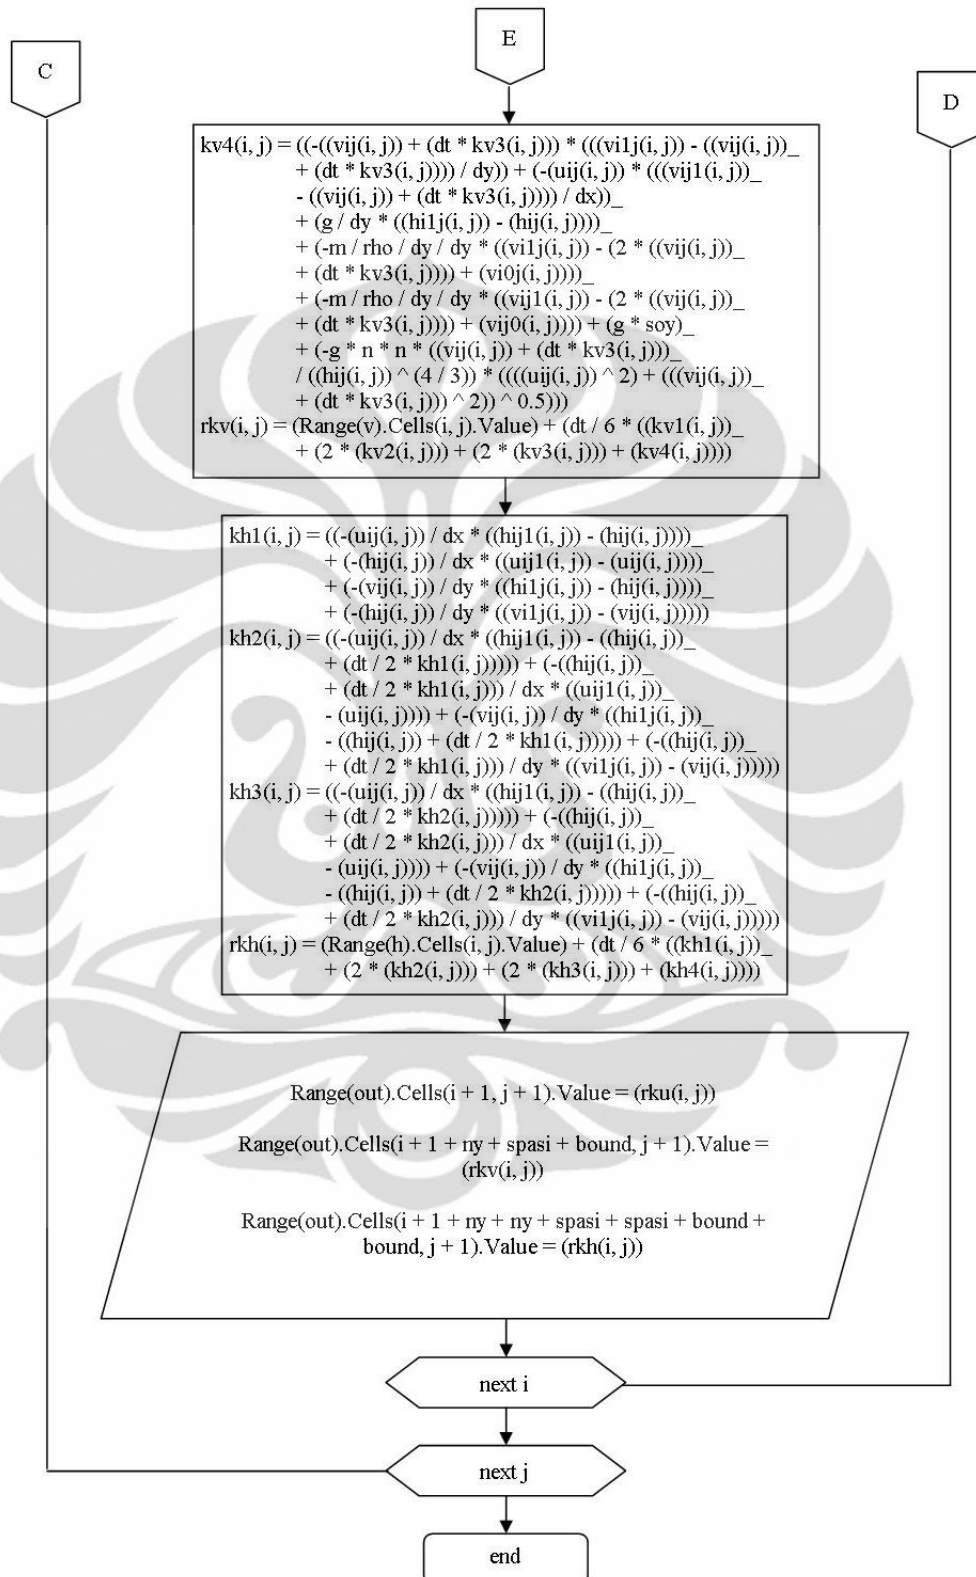 E
C
D
kv4(i, j) = ((-((vij(i, j)) + (dt * kv3(i, j))) * (((vi1j(i, j)) - ((vij(i, j))_
+ (dt * kv3(i, j)))) / dy)) + (-(uij(i, j)) * (((vij1(i, j))_
- ((vij(i, j)) + (dt * kv3(i, j)))) / dx))_
+ (g / dy * ((hi1j(i, j)) - (hij(i, j))))_
+ (-m / rho / dy / dy * ((vi1j(i, j)) - (2 * ((vij(i, j))_
+ (dt * kv3(i, j)))) + (vi0j(i, j))))_
+ (-m / rho / dy / dy * ((vij1(i, j)) - (2 * ((vij(i, j))_
+ (dt * kv3(i, j)))) + (vij0(i, j)))) + (g * soy)_
+ (-g * n * n * ((vij(i, j)) + (dt * kv3(i, j)))_
/ ((hij(i, j)) ^ (4 / 3)) * ((((uij(i, j)) ^ 2) + (((vij(i, j))_
+ (dt * kv3(i, j))) ^ 2)) ^ 0.5)))
rkv(i, j) = (Range(v).Cells(i, j).Value) + (dt / 6 * ((kv1(i, j))_
+ (2 * (kv2(i, j))) + (2 * (kv3(i, j))) + (kv4(i, j))))
kh1(i, j) = ((-(uij(i, j)) / dx * ((hij1(i, j)) - (hij(i, j))))_
+ (-(hij(i, j)) / dx * ((uij1(i, j)) - (uij(i, j))))_
+ (-(vij(i, j)) / dy * ((hi1j(i, j)) - (hij(i, j))))_
+ (-(hij(i, j)) / dy * ((vi1j(i, j)) - (vij(i, j)))))
kh2(i, j) = ((-(uij(i, j)) / dx * ((hij1(i, j)) - ((hij(i, j))_
+ (dt / 2 * kh1(i, j))))) + (-((hij(i, j))_
+ (dt / 2 * kh1(i, j))) / dx * ((uij1(i, j))_
- (uij(i, j)))) + (-(vij(i, j)) / dy * ((hi1j(i, j))_
- ((hij(i, j)) + (dt / 2 * kh1(i, j))))) + (-((hij(i, j))_
+ (dt / 2 * kh1(i, j))) / dy * ((vi1j(i, j)) - (vij(i, j)))))
kh3(i, j) = ((-(uij(i, j)) / dx * ((hij1(i, j)) - ((hij(i, j))_
+ (dt / 2 * kh2(i, j))))) + (-((hij(i, j))_
+ (dt / 2 * kh2(i, j))) / dx * ((uij1(i, j))_
- (uij(i, j)))) + (-(vij(i, j)) / dy * ((hi1j(i, j))_
- ((hij(i, j)) + (dt / 2 * kh2(i, j))))) + (-((hij(i, j))_
+ (dt / 2 * kh2(i, j))) / dy * ((vi1j(i, j)) - (vij(i, j)))))
rkh(i, j) = (Range(h).Cells(i, j).Value) + (dt / 6 * ((kh1(i, j))_
+ (2 * (kh2(i, j))) + (2 * (kh3(i, j))) + (kh4(i, j))))
Range(out).Cells(i + 1, j + 1).Value = (rku(i, j))
Range(out).Cells(i + 1 + ny + spasi + bound, j + 1).Value =
(rkv(i, j))
Range(out).Cells(i + 1 + ny + ny + spasi + spasi + bound +
bound, j + 1).Value = (rkh(i, j))
next i
next j
end